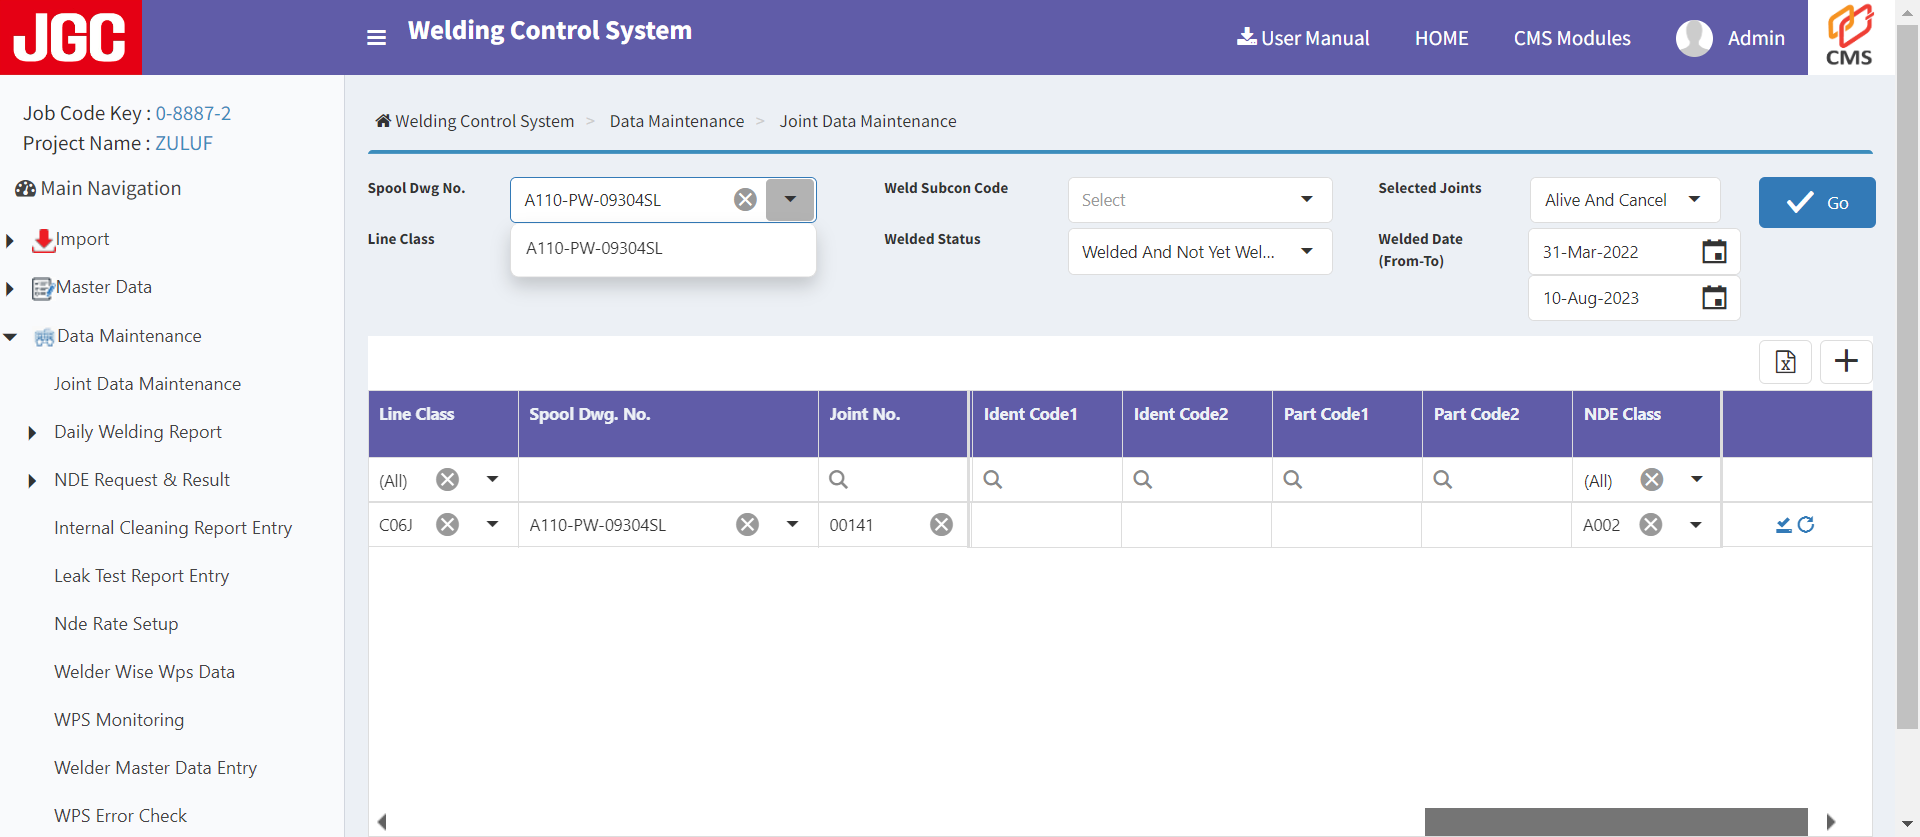 JGC
Welding Control System
User Manual
HOME
CMS Modules
Admin
CMS
Job Code Key : 0-8887-2
Project Name : ZULUF
Main Navigation
Import
Master Data
Data Maintenance
Joint Data Maintenance
Daily Welding Report
NDE Request & Result
Internal Cleaning Report Entry
Leak Test Report Entry
Nde Rate Setup
Welder Wise Wps Data
WPS Monitoring
Welder Master Data Entry
WPS Error Check
Welding Control System > Data Maintenance > Joint Data Maintenance
Spool Dwg No.
A110-PW-09304SL
A110-PW-09304SL
Line Class
Weld Subcon Code
Select
Welded Status
Welded And Not Yet Wel...
Selected Joints
Alive And Cancel
Go
Welded Date
(From-To)
31-Mar-2022
10-Aug-2023
Line Class
Spool Dwg. No.
Joint No.
Ident Code1
Ident Code2
Part Code1
Part Code2
NDE Class
(All)
(All)
C06J
A110-PW-09304SL
00141
A002